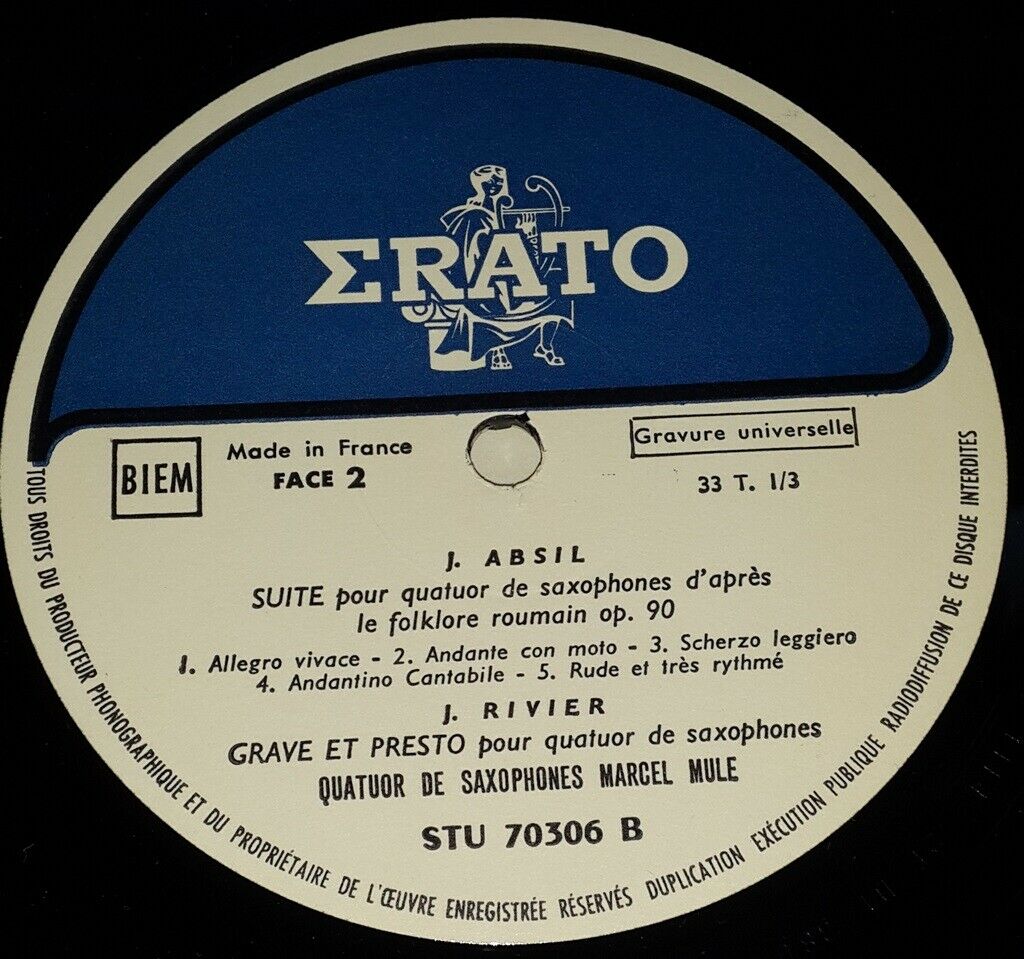 ΣRATO
BIEM
Made in France
FACE 2
Gravure universelle
33 T. 1/3
J. ABSIL
SUITE pour quatuor de saxophones d'après
le folklore roumain op. 90
1. Allegro vivace - 2. Andante con moto - 3. Scherzo leggiero
4. Andantino Cantabile - 5. Rude et très rythmé
J. RIVIER
GRAVE ET PRESTO pour quatuor de saxophones
QUATUOR DE SAXOPHONES MARCEL MULE
STU 70306 B
TOUS DROITS DU PRODUCTEUR PHONOGRAPHIQUE ET DU PROPRIÉTAIRE DE L'ŒUVRE ENREGISTRÉE RÉSERVÉS DUPLICATION EXÉCUTION PUBLIQUE RADIODIFFUSION DE CE DISQUE INTERDITES